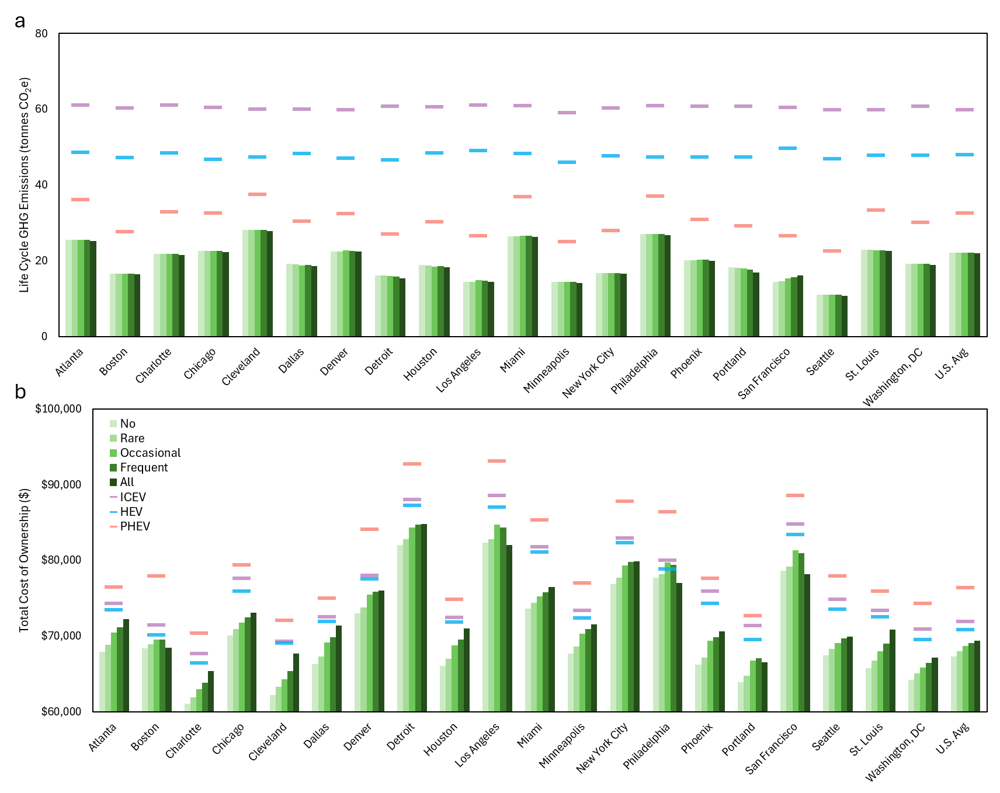 a
Life Cycle GHG Emissions (tonnes CO₂e)
80
60
40
20
0
Atlanta
Boston
Charlotte
Chicago
Cleveland
Dallas
Denver
Detroit
Houston
Los Angeles
Miami
Minneapolis
New York City
Philadelphia
Phoenix
Portland
San Francisco
Seattle
St. Louis
Washington, DC
U.S. Avg
b
Total Cost of Ownership ($)
$100,000
$90,000
$80,000
$70,000
$60,000
No
Rare
Occasional
Frequent
All
ICEV
HEV
PHEV
Atlanta
Boston
Charlotte
Chicago
Cleveland
Dallas
Denver
Detroit
Houston
Los Angeles
Miami
Minneapolis
New York City
Philadelphia
Phoenix
Portland
San Francisco
Seattle
St. Louis
Washington, DC
U.S. Avg